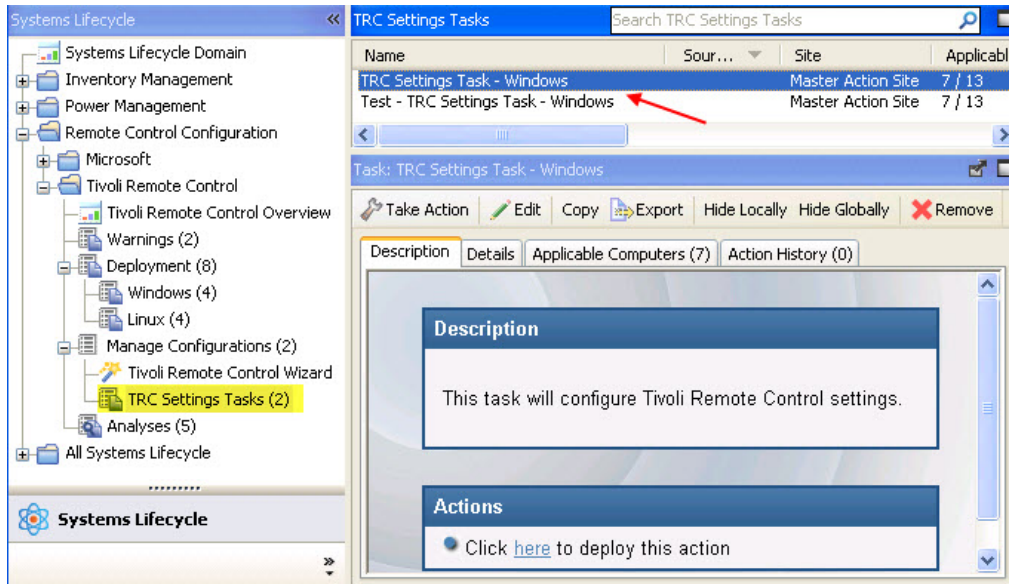 Systems Lifecycle
Systems Lifecycle Domain
Inventory Management
Power Management
Remote Control Configuration
Microsoft
Tivoli Remote Control
Tivoli Remote Control Overview
Warnings (2)
Deployment (8)
Windows (4)
Linux (4)
Manage Configurations (2)
Tivoli Remote Control Wizard
TRC Settings Tasks (2)
Analyses (5)
All Systems Lifecycle
Systems Lifecycle
TRC Settings Tasks Search TRC Settings Tasks
Name Sour... Site Applicabl
TRC Settings Task - Windows Master Action Site 7 / 13
Test - TRC Settings Task - Windows Master Action Site 7 / 13
Task: TRC Settings Task - Windows
Take Action Edit Copy Export Hide Locally Hide Globally Remove
Description Details Applicable Computers (7) Action History (0)
Description
This task will configure Tivoli Remote Control settings.
Actions
Click here to deploy this action